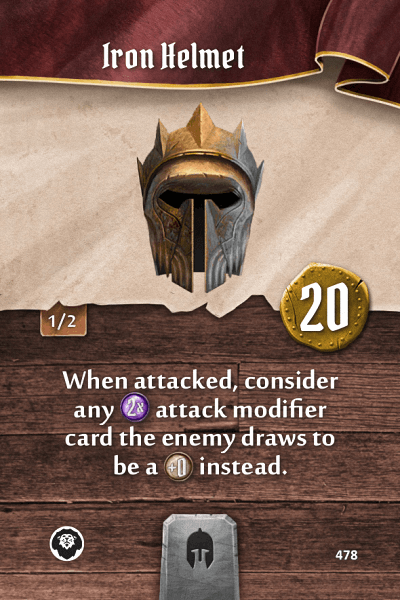 Iron Helmet
1/2
20
When attacked, consider
any 2x attack modifier
card the enemy draws to
be a +0 instead.
478